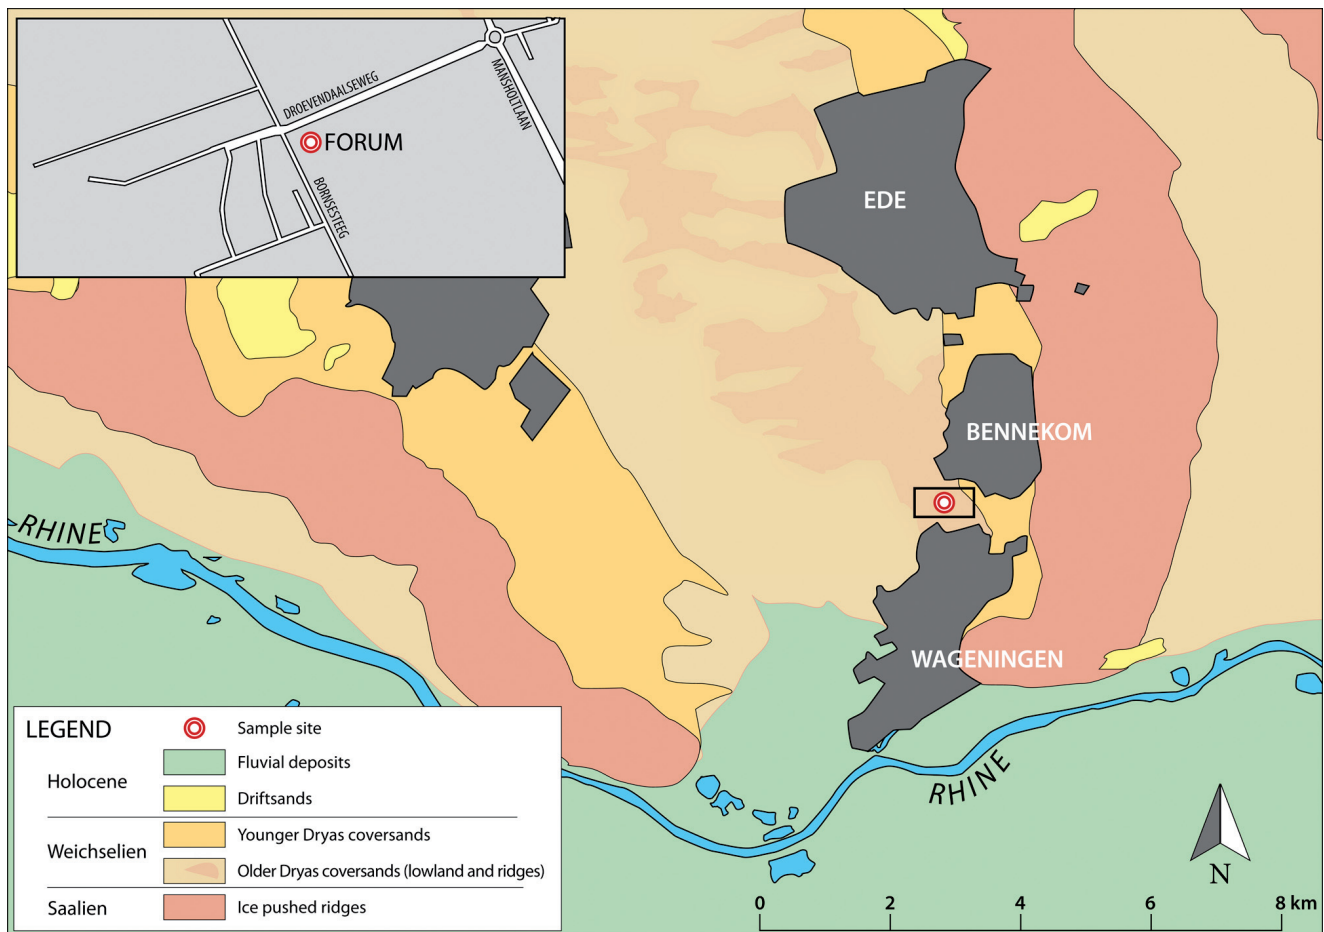 DROEVENDAALSEWEG
MANSHOLTLAAN
FORUM
BORNSESTEEG
EDE
BENNEKOM
RHINE
WAGENINGEN
RHINE
LEGEND
Sample site
Holocene
Fluvial deposits
Driftsands
Weichselien
Younger Dryas coversands
Older Dryas coversands (lowland and ridges)
Saalien
Ice pushed ridges
N
0 2 4 6 8 km